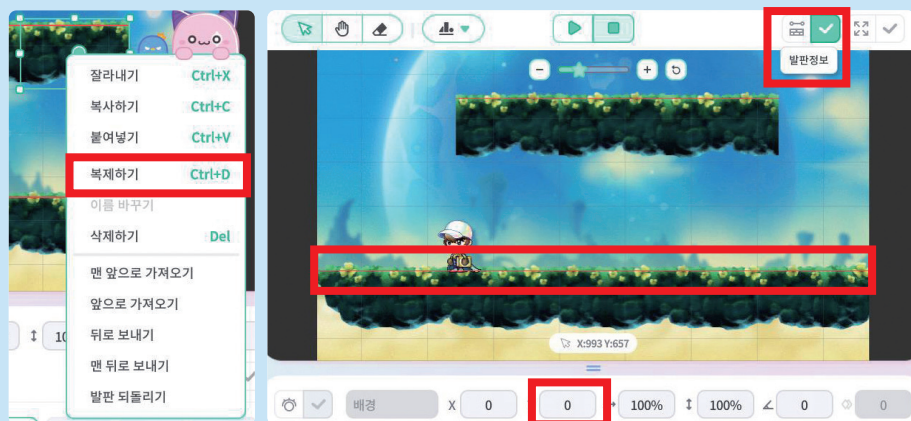 잘라내기 Ctrl+X
복사하기 Ctrl+C
붙여넣기 Ctrl+V
복제하기 Ctrl+D
이름 바꾸기
삭제하기 Del
맨 앞으로 가져오기
앞으로 가져오기
뒤로 보내기
맨 뒤로 보내기
발판 되돌리기
10
발판정보
X:993 Y:657
배경 X 0 0 100% 100% 0 0